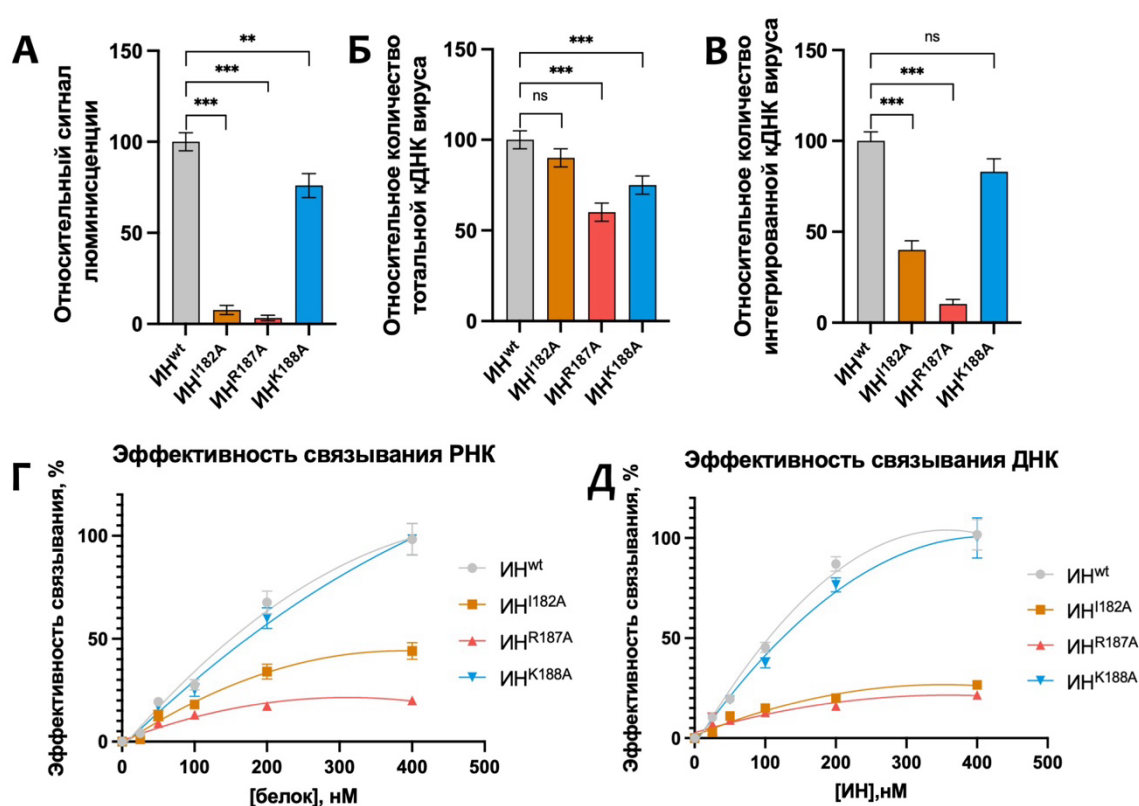 А
Относительный сигнал
люминисценции
150
100
50
0
**
***
***
ИНwt
ИНI182A
ИНR187A
ИНK188A
Б
Относительное количество
тотальной кДНК вируса
150
100
50
0
***
***
ns
ИНwt
ИНI182A
ИНR187A
ИНK188A
В
Относительное количество
интегрированной кДНК вируса
150
100
50
0
ns
***
***
ИНwt
ИНI182A
ИНR187A
ИНK188A
Г
Эффективность связывания РНК
Эффективность связывания, %
100
50
0
0 100 200 300 400 500
[белок], нМ
ИНwt
ИНI182A
ИНR187A
ИНK188A
Д
Эффективность связывания ДНК
Эффективность связывания, %
100
50
0
0 100 200 300 400 500
[ИН],нМ
ИНwt
ИНI182A
ИНR187A
ИНK188A